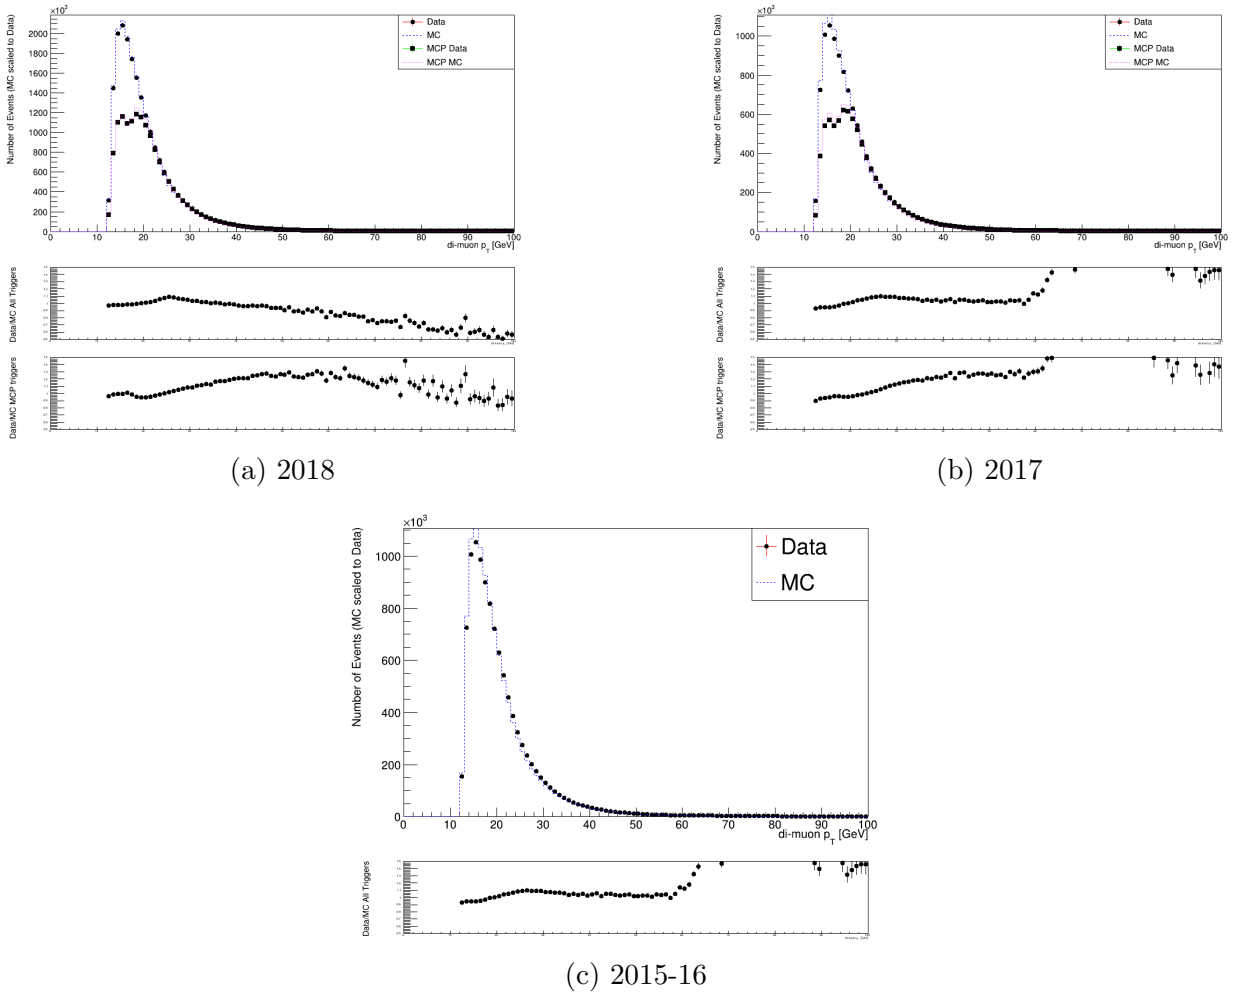 ×10³
Number of Events (MC scaled to Data)
2000
1800
1600
1400
1200
1000
800
600
400
200
0
0 10 20 30 40 50 60 70 80 90 100
di-muon p_T [GeV]
Data
MC
MCP Data
MCP MC
Data/MC All Triggers
Data/MC MCP triggers
(a) 2018
×10³
Number of Events (MC scaled to Data)
1000
800
600
400
200
0
0 10 20 30 40 50 60 70 80 90 100
di-muon p_T [GeV]
Data
MC
MCP Data
MCP MC
Data/MC All Triggers
Data/MC MCP triggers
(b) 2017
×10³
Number of Events (MC scaled to Data)
1000
800
600
400
200
0
0 10 20 30 40 50 60 70 80 90 100
di-muon p_T [GeV]
Data
MC
Data/MC All Triggers
(c) 2015-16